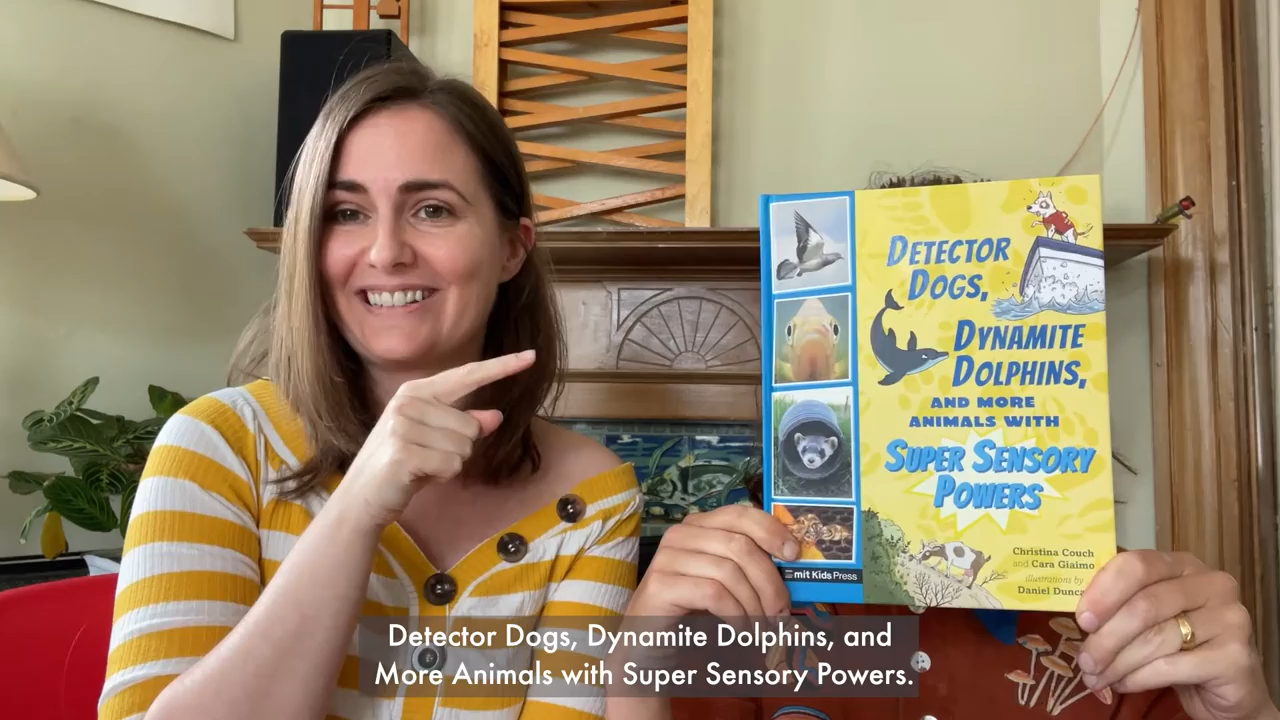 DETECTOR
DOGS,
DYNAMITE
DOLPHINS,
AND MORE
ANIMALS WITH
SUPER SENSORY
POWERS
Christina Couch
and Cara Giaimo
illustrations by
Daniel Dunca
mit Kids Press
Detector Dogs, Dynamite Dolphins, and
More Animals with Super Sensory Powers.